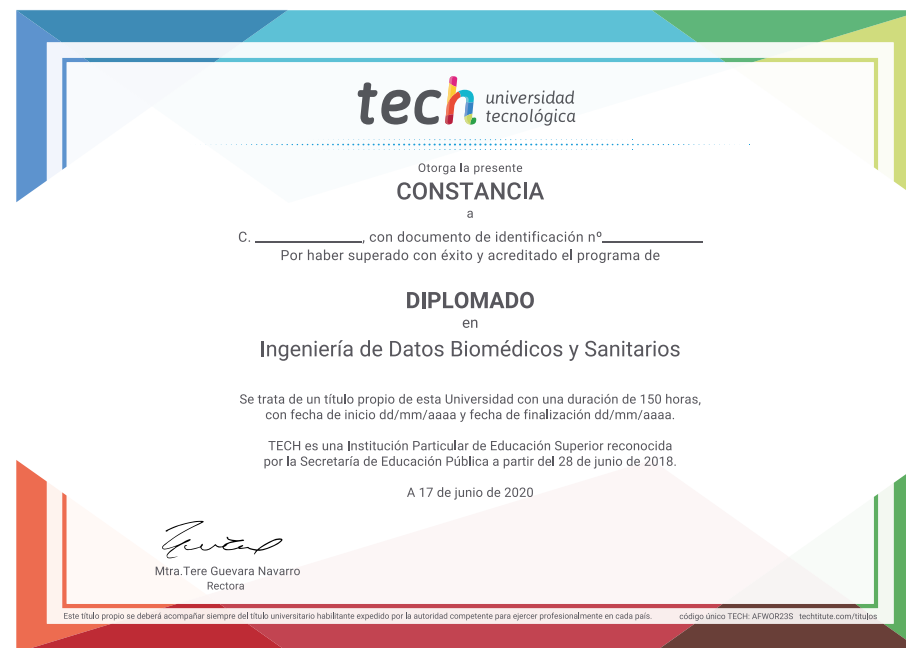 tech universidad
tecnológica
Otorga la presente
CONSTANCIA
a
C. ____________, con documento de identificación nº____________
Por haber superado con éxito y acreditado el programa de
DIPLOMADO
en
Ingeniería de Datos Biomédicos y Sanitarios
Se trata de un título propio de esta Universidad con una duración de 150 horas,
con fecha de inicio dd/mm/aaaa y fecha de finalización dd/mm/aaaa.
TECH es una Institución Particular de Educación Superior reconocida
por la Secretaría de Educación Pública a partir del 28 de junio de 2018.
A 17 de junio de 2020
Mtra.Tere Guevara Navarro
Rectora
Este título propio se deberá acompañar siempre del título universitario habilitante expedido por la autoridad competente para ejercer profesionalmente en cada país. código único TECH: AFWOR23S techtitute.com/titulos